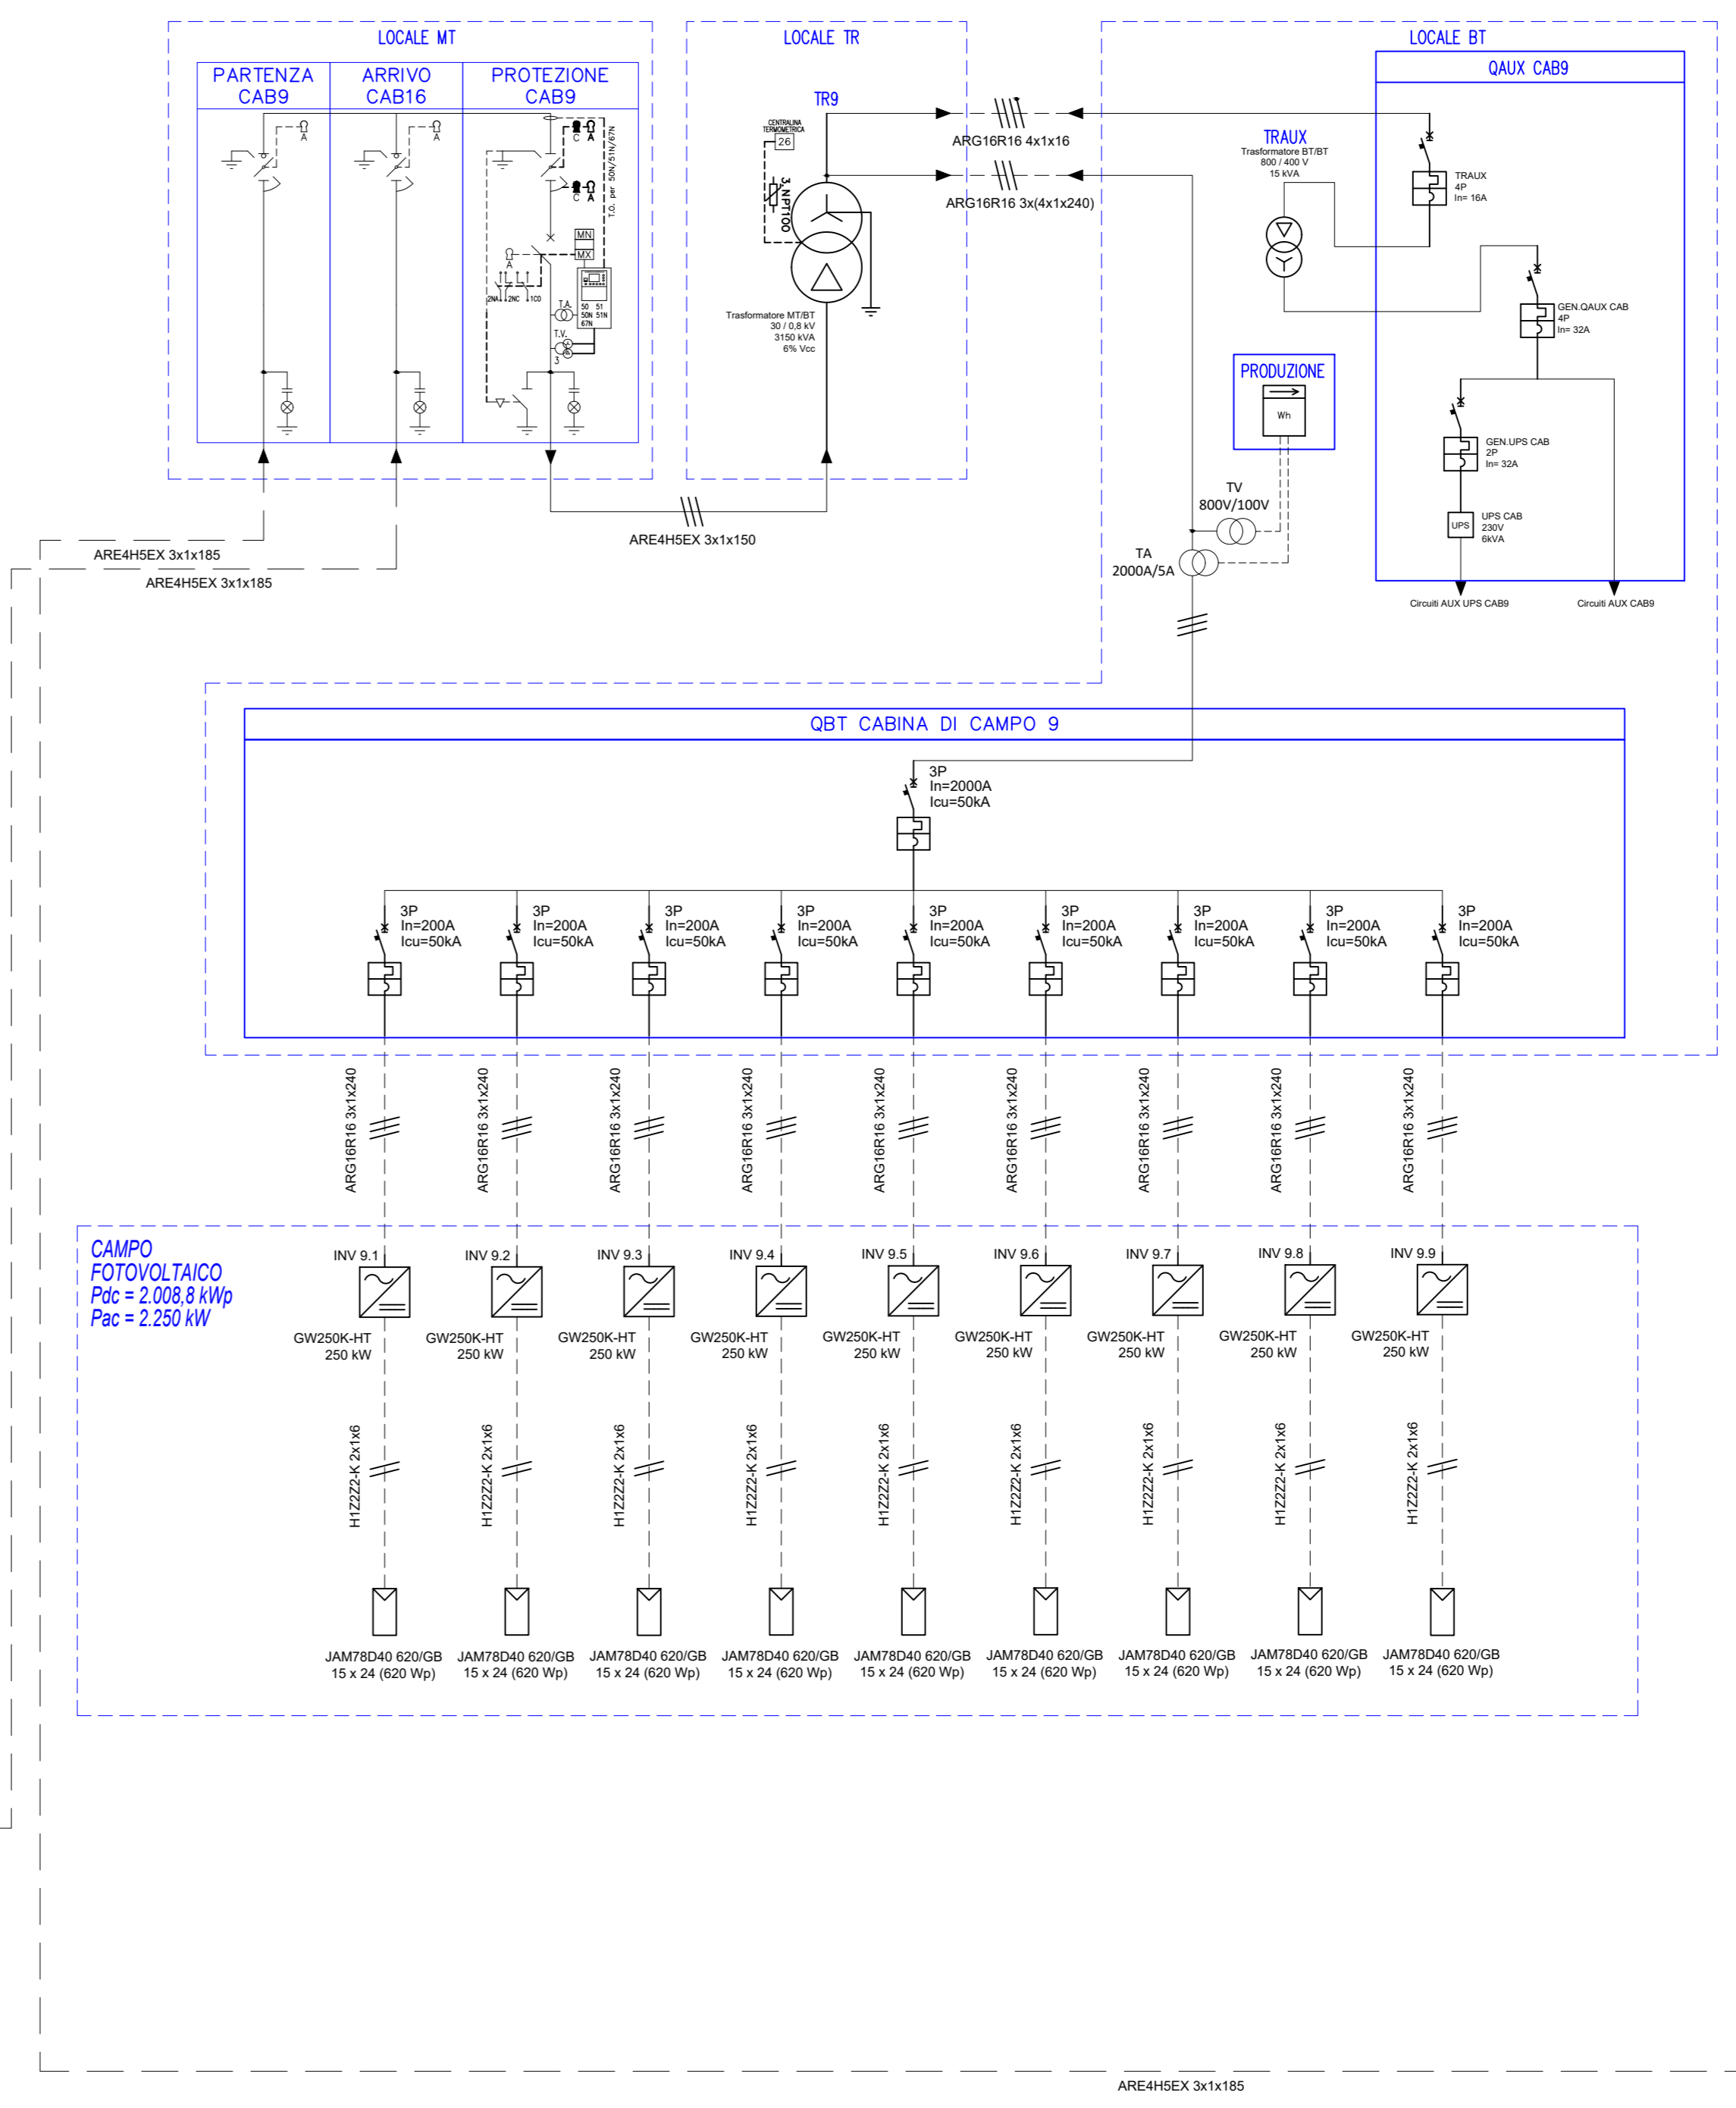 LOCALE MT
PARTENZA
CAB9
ARRIVO
CAB16
PROTEZIONE
CAB9
A
A
C A
C A
T.O. per 50N/51N/67N
MN
MX
A
2NA 2NC 1CO
T.A.
50 51
50N 51N
67N
T.V.
3
LOCALE TR
TR9
CENTRALINA
TERMOMETRICA
26
3 NPT100
Trasformatore MT/BT
30 / 0,8 kV
3150 kVA
6% Vcc
ARE4H5EX 3x1x185
ARE4H5EX 3x1x185
ARE4H5EX 3x1x150
ARG16R16 4x1x16
ARG16R16 3x(4x1x240)
LOCALE BT
QAUX CAB9
TRAUX
Trasformatore BT/BT
800 / 400 V
15 kVA
TRAUX
4P
In= 16A
GEN.QAUX CAB
4P
In= 32A
GEN.UPS CAB
2P
In= 32A
UPS
UPS CAB
230V
6kVA
Circuiti AUX UPS CAB9
Circuiti AUX CAB9
PRODUZIONE
Wh
TV
800V/100V
TA
2000A/5A
QBT CABINA DI CAMPO 9
3P
In=2000A
Icu=50kA
3P
In=200A
Icu=50kA
3P
In=200A
Icu=50kA
3P
In=200A
Icu=50kA
3P
In=200A
Icu=50kA
3P
In=200A
Icu=50kA
3P
In=200A
Icu=50kA
3P
In=200A
Icu=50kA
3P
In=200A
Icu=50kA
3P
In=200A
Icu=50kA
ARG16R16 3x1x240
ARG16R16 3x1x240
ARG16R16 3x1x240
ARG16R16 3x1x240
ARG16R16 3x1x240
ARG16R16 3x1x240
ARG16R16 3x1x240
ARG16R16 3x1x240
ARG16R16 3x1x240
CAMPO
FOTOVOLTAICO
Pdc = 2.008,8 kWp
Pac = 2.250 kW
INV 9.1
INV 9.2
INV 9.3
INV 9.4
INV 9.5
INV 9.6
INV 9.7
INV 9.8
INV 9.9
GW250K-HT
250 kW
GW250K-HT
250 kW
GW250K-HT
250 kW
GW250K-HT
250 kW
GW250K-HT
250 kW
GW250K-HT
250 kW
GW250K-HT
250 kW
GW250K-HT
250 kW
GW250K-HT
250 kW
H1Z2Z2-K 2x1x6
H1Z2Z2-K 2x1x6
H1Z2Z2-K 2x1x6
H1Z2Z2-K 2x1x6
H1Z2Z2-K 2x1x6
H1Z2Z2-K 2x1x6
H1Z2Z2-K 2x1x6
H1Z2Z2-K 2x1x6
H1Z2Z2-K 2x1x6
JAM78D40 620/GB
15 x 24 (620 Wp)
JAM78D40 620/GB
15 x 24 (620 Wp)
JAM78D40 620/GB
15 x 24 (620 Wp)
JAM78D40 620/GB
15 x 24 (620 Wp)
JAM78D40 620/GB
15 x 24 (620 Wp)
JAM78D40 620/GB
15 x 24 (620 Wp)
JAM78D40 620/GB
15 x 24 (620 Wp)
JAM78D40 620/GB
15 x 24 (620 Wp)
JAM78D40 620/GB
15 x 24 (620 Wp)
ARE4H5EX 3x1x185